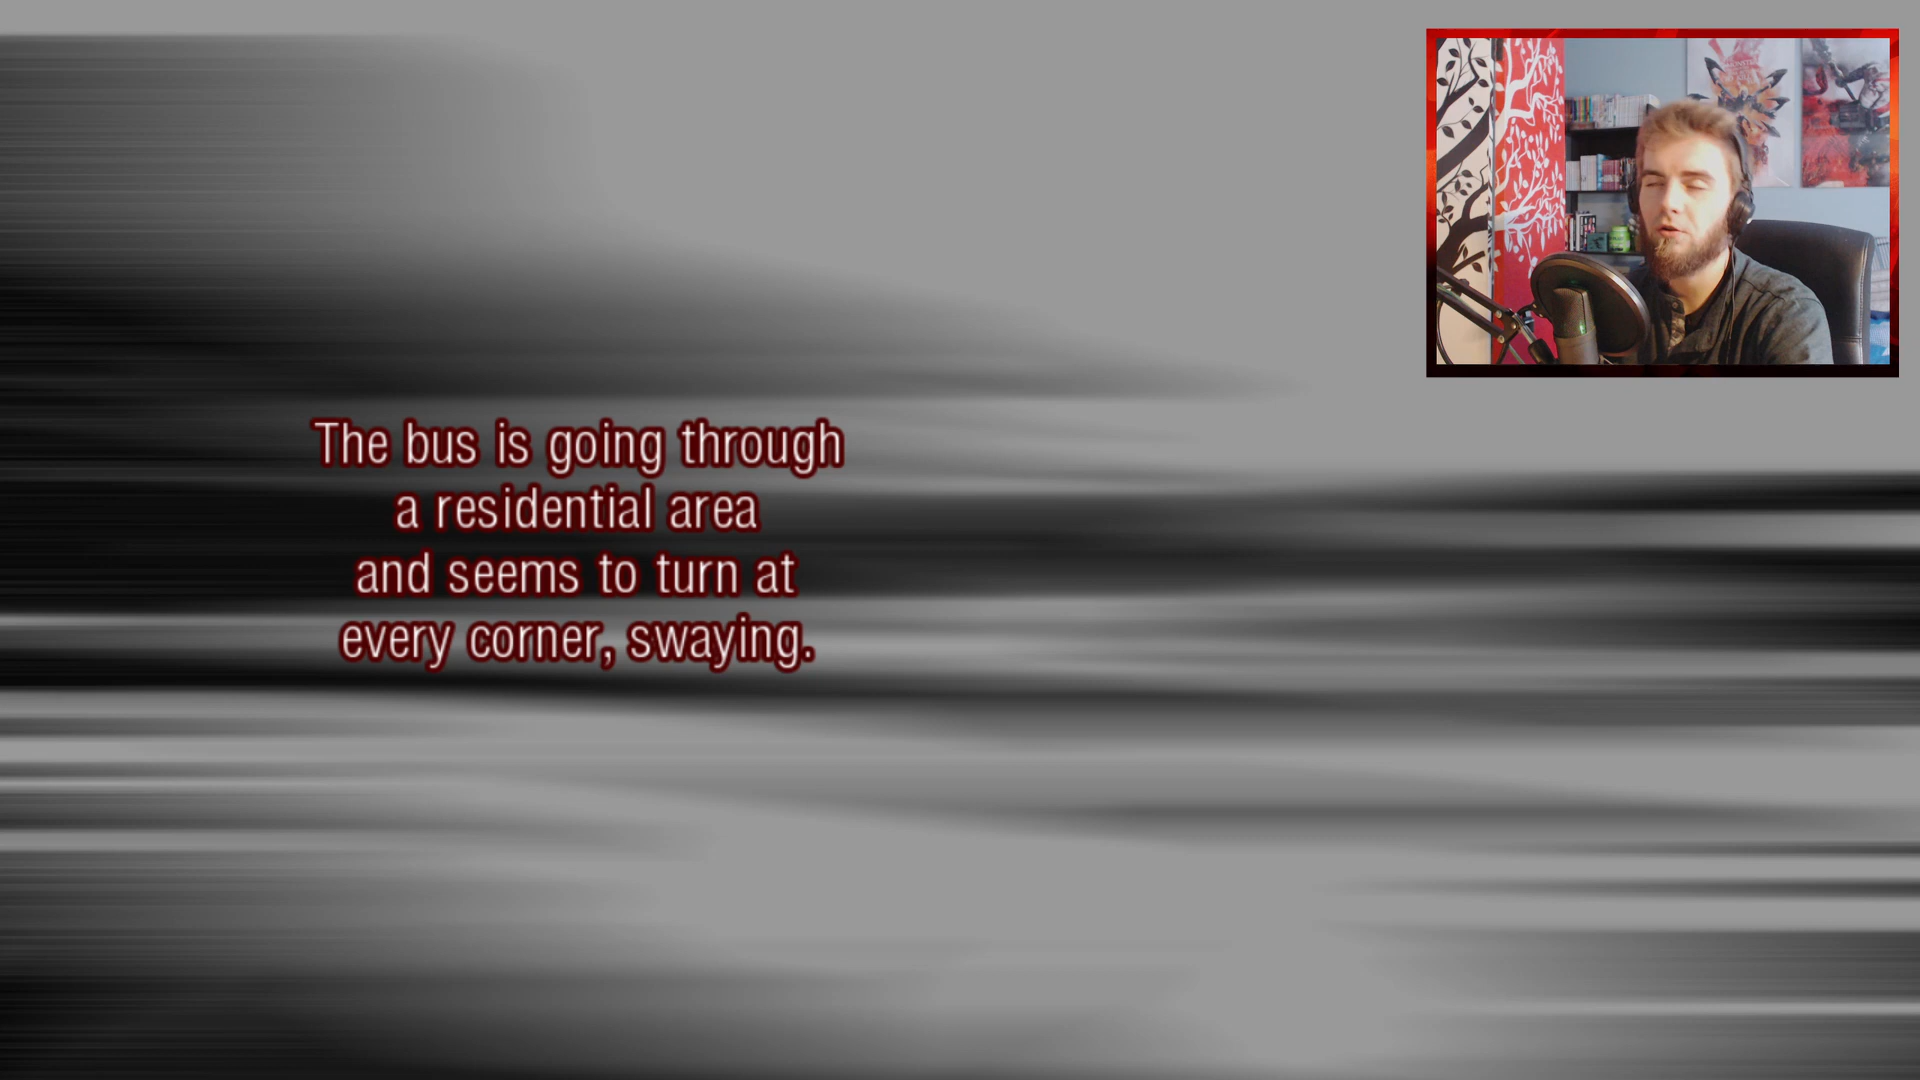 The bus is going through
a residential area
and seems to turn at
every corner, swaying.